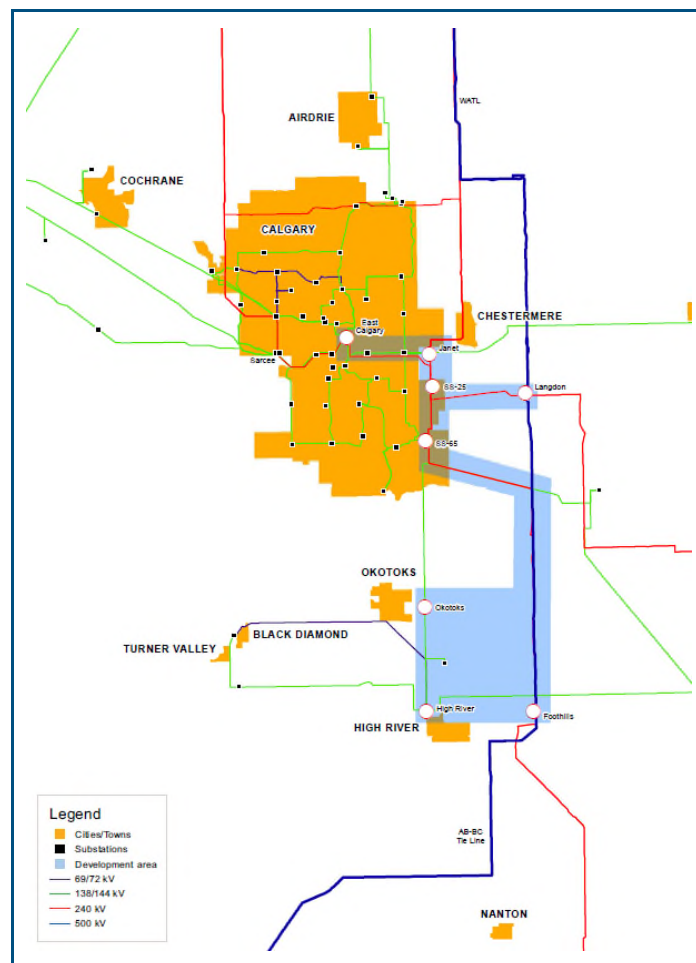 WATL
AIRDRIE
COCHRANE
CALGARY
CHESTERMERE
East
Calgary
Janet
Sarcee
SS-25
Langdon
SS-65
OKOTOKS
Okotoks
BLACK DIAMOND
TURNER VALLEY
High River
Foothills
HIGH RIVER
Legend
Cities/Towns
Substations
Development area
69/72 kV
138/144 kV
240 kV
500 kV
AB-BC
Tie Line
NANTON